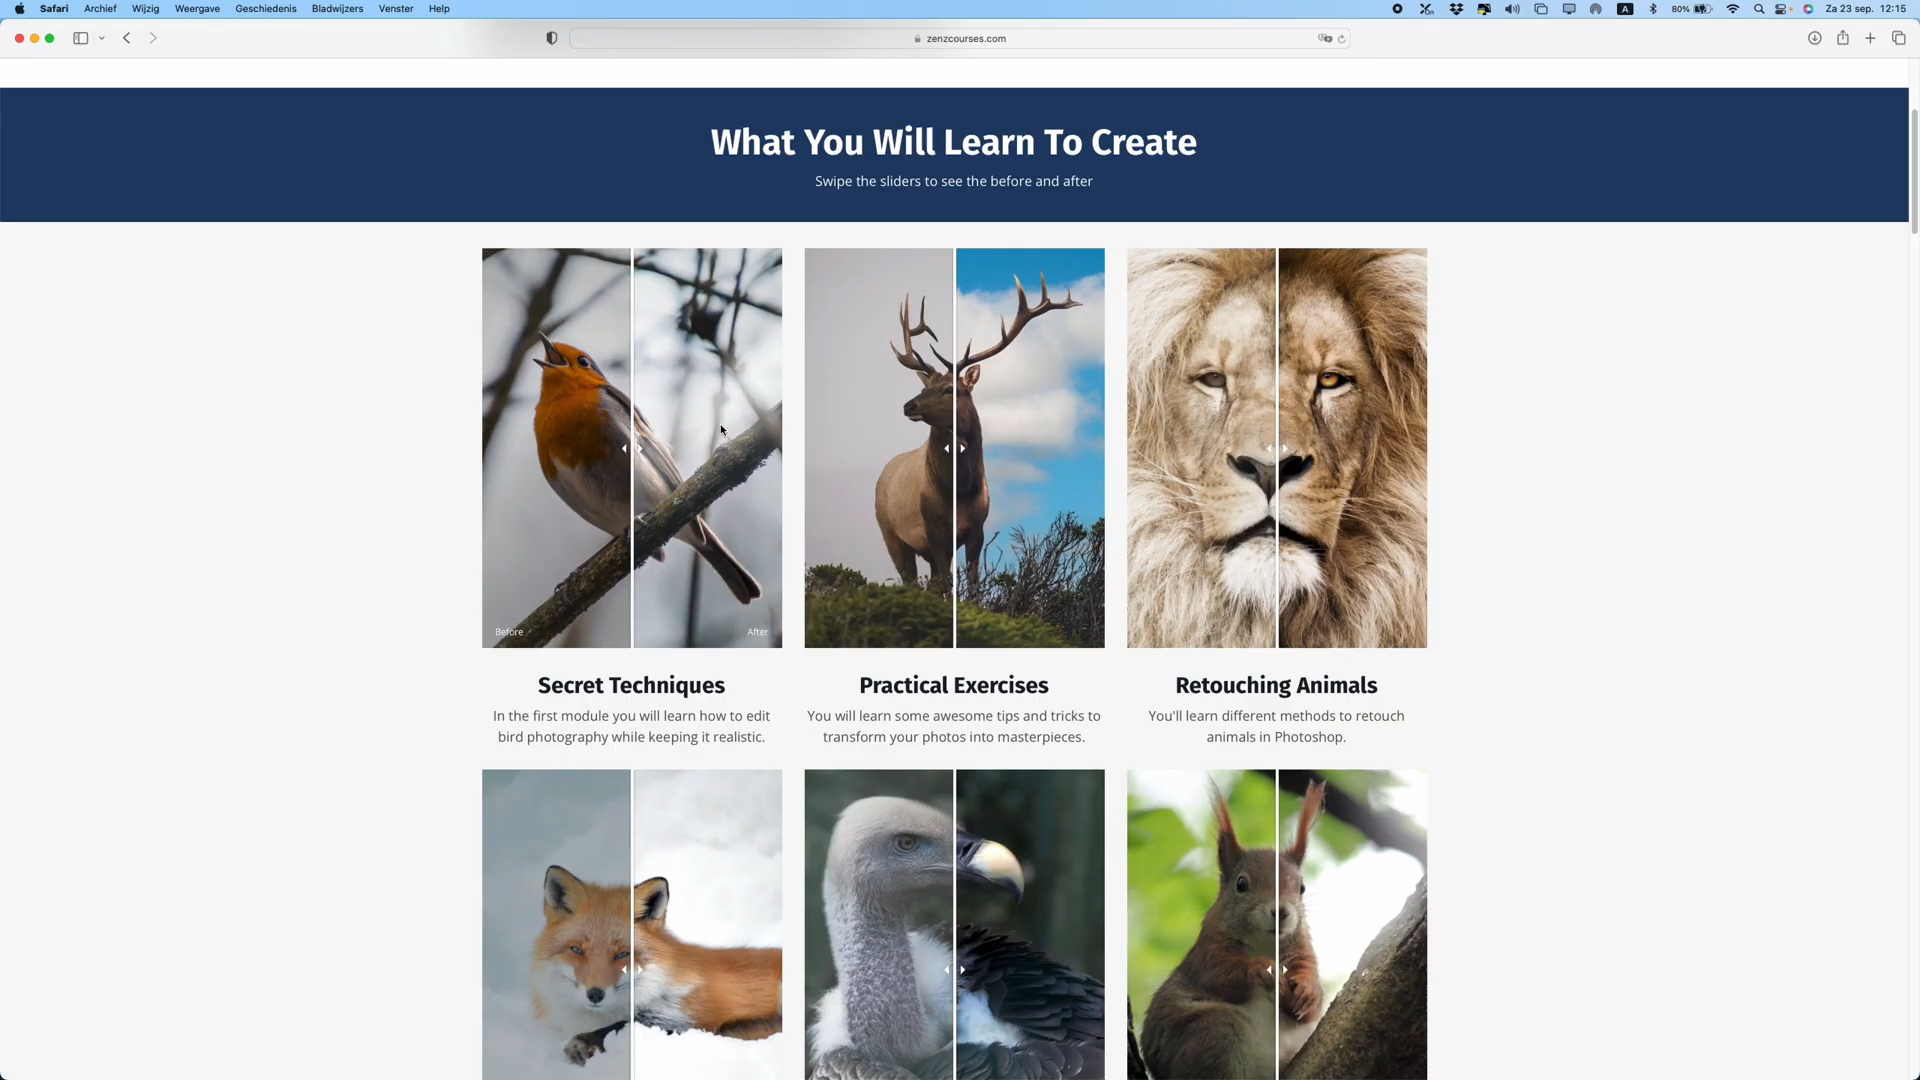 Safari Archief Wijzig Weergave Geschiedenis Bladwijzers Venster Help
A 80% Za 23 sep. 12:15
zenzcourses.com
What You Will Learn To Create
Swipe the sliders to see the before and after
Before After
Secret Techniques
In the first module you will learn how to edit
bird photography while keeping it realistic.
Practical Exercises
You will learn some awesome tips and tricks to
transform your photos into masterpieces.
Retouching Animals
You'll learn different methods to retouch
animals in Photoshop.